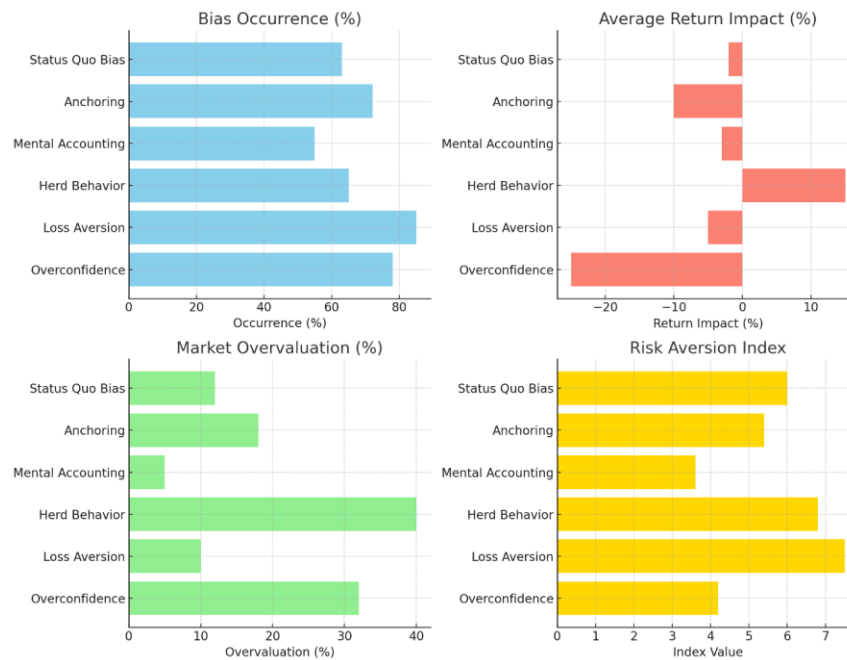 Bias Occurrence (%)
Status Quo Bias
Anchoring
Mental Accounting
Herd Behavior
Loss Aversion
Overconfidence
0 20 40 60 80
Occurrence (%)
Average Return Impact (%)
Status Quo Bias
Anchoring
Mental Accounting
Herd Behavior
Loss Aversion
Overconfidence
−20 −10 0 10
Return Impact (%)
Market Overvaluation (%)
Status Quo Bias
Anchoring
Mental Accounting
Herd Behavior
Loss Aversion
Overconfidence
0 10 20 30 40
Overvaluation (%)
Risk Aversion Index
Status Quo Bias
Anchoring
Mental Accounting
Herd Behavior
Loss Aversion
Overconfidence
0 1 2 3 4 5 6 7
Index Value